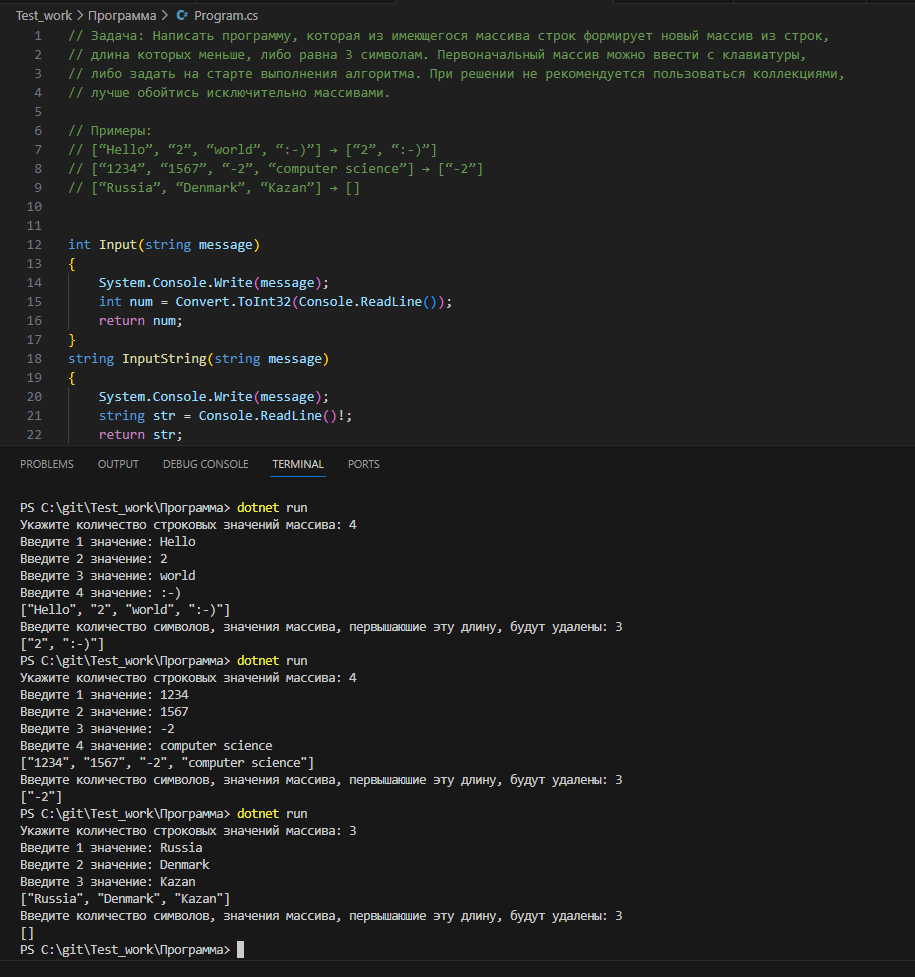 Test_work > Программа > C# Program.cs
1 // Задача: Написать программу, которая из имеющегося массива строк формирует новый массив из строк,
2 // длина которых меньше, либо равна 3 символам. Первоначальный массив можно ввести с клавиатуры,
3 // либо задать на старте выполнения алгоритма. При решении не рекомендуется пользоваться коллекциями,
4 // лучше обойтись исключительно массивами.
5
6 // Примеры:
7 // [“Hello”, “2”, “world”, “:-)”] → [“2”, “:-)”]
8 // [“1234”, “1567”, “-2”, “computer science”] → [“-2”]
9 // [“Russia”, “Denmark”, “Kazan”] → []
10
11
12 int Input(string message)
13 {
14 System.Console.Write(message);
15 int num = Convert.ToInt32(Console.ReadLine());
16 return num;
17 }
18 string InputString(string message)
19 {
20 System.Console.Write(message);
21 string str = Console.ReadLine()!;
22 return str;
PROBLEMS OUTPUT DEBUG CONSOLE TERMINAL PORTS
PS C:\git\Test_work\Программа> dotnet run
Укажите количество строковых значений массива: 4
Введите 1 значение: Hello
Введите 2 значение: 2
Введите 3 значение: world
Введите 4 значение: :-)
["Hello", "2", "world", ":-)"]
Введите количество символов, значения массива, первышаюшие эту длину, будут удалены: 3
["2", ":-)"]
PS C:\git\Test_work\Программа> dotnet run
Укажите количество строковых значений массива: 4
Введите 1 значение: 1234
Введите 2 значение: 1567
Введите 3 значение: -2
Введите 4 значение: computer science
["1234", "1567", "-2", "computer science"]
Введите количество символов, значения массива, первышаюшие эту длину, будут удалены: 3
["-2"]
PS C:\git\Test_work\Программа> dotnet run
Укажите количество строковых значений массива: 3
Введите 1 значение: Russia
Введите 2 значение: Denmark
Введите 3 значение: Kazan
["Russia", "Denmark", "Kazan"]
Введите количество символов, значения массива, первышаюшие эту длину, будут удалены: 3
[]
PS C:\git\Test_work\Программа>